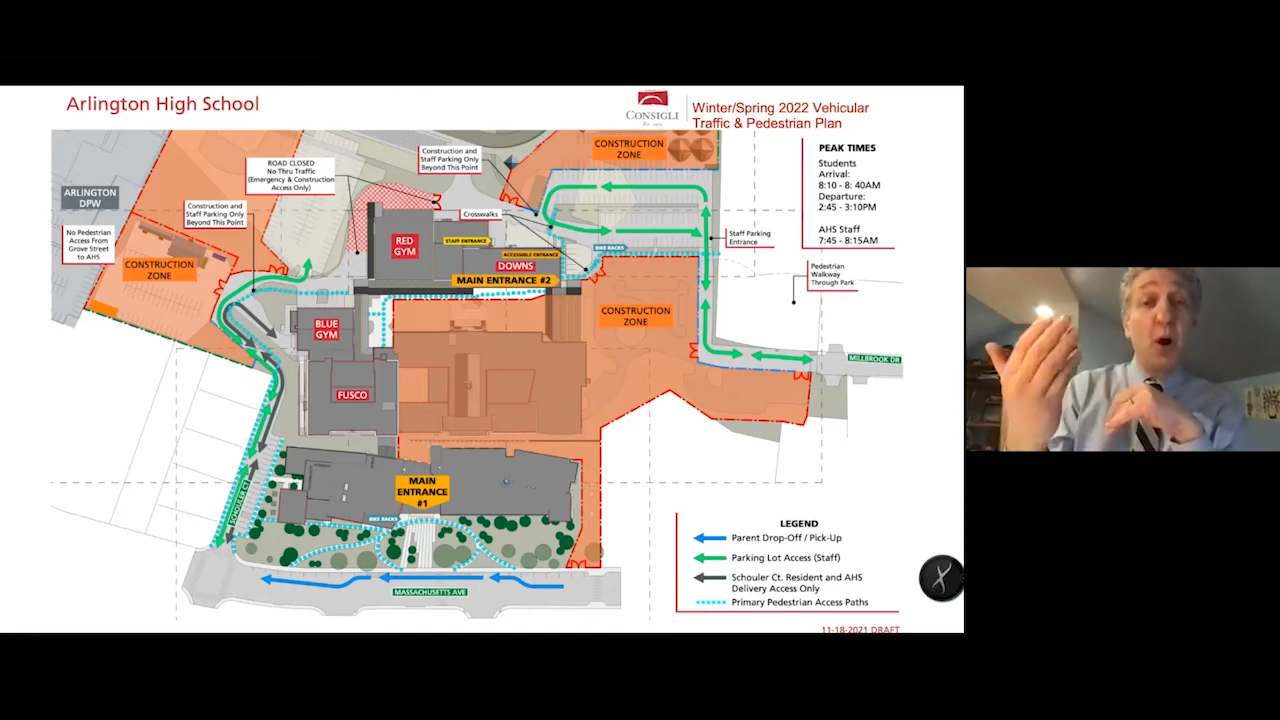 Arlington High School
CONSIGLI
Est. 1905
Winter/Spring 2022 Vehicular
Traffic & Pedestrian Plan
PEAK TIMES
Students
Arrival:
8:10 - 8: 40AM
Departure:
2:45 - 3:10PM
AHS Staff
7:45 - 8:15AM
CONSTRUCTION
ZONE
Construction and
Staff Parking Only
Beyond This Point
ROAD CLOSED
No Thru Traffic
(Emergency & Construction
Access Only)
ARLINGTON
DPW
Construction and
Staff Parking Only
Beyond This Point
Crosswalks
No Pedestrian
Access From
Grove Street
to AHS
RED
GYM
STAFF ENTRANCE
ACCESSIBLE ENTRANCE
BIKE RACKS
Staff Parking
Entrance
CONSTRUCTION
ZONE
DOWNS
MAIN ENTRANCE #2
Pedestrian
Walkway
Through Park
BLUE
GYM
CONSTRUCTION
ZONE
MILLBROOK DR
FUSCO
MAIN
ENTRANCE
#1
SCHOULER CT
BIKE RACKS
MASSACHUSETTS AVE
LEGEND
Parent Drop-Off / Pick-Up
Parking Lot Access (Staff)
Schouler Ct. Resident and AHS
Delivery Access Only
Primary Pedestrian Access Paths
11-18-2021 DRAFT